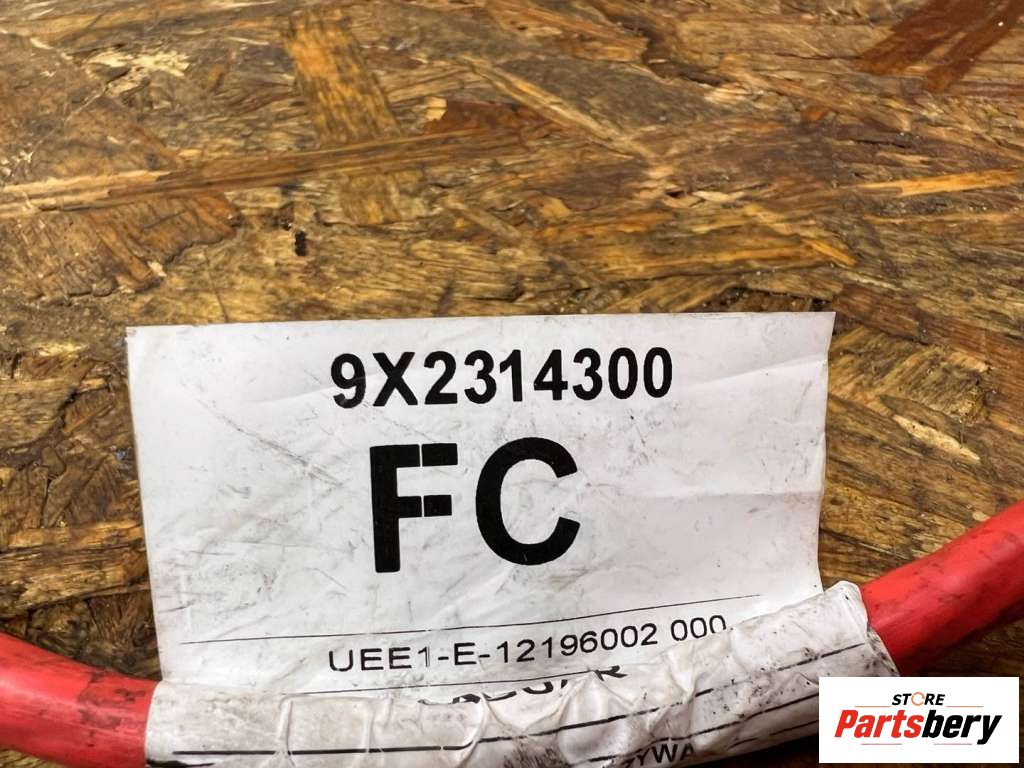 9X2314300
FC
UEE1-E-12196002 000
STORE
Partsbery